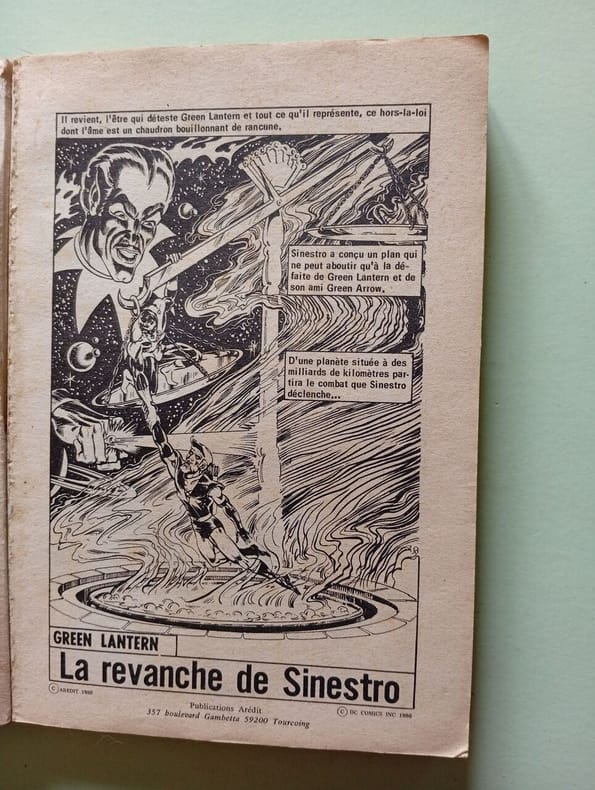 Il revient, l'être qui déteste Green Lantern et tout ce qu'il représente, ce hors-la-loi
dont l'âme est un chaudron bouillonnant de rancune.
Sinestro a conçu un plan qui
ne peut aboutir qu'à la dé-
faite de Green Lantern et de
son ami Green Arrow.
D'une planète située à des
milliards de kilomètres par-
tira le combat que Sinestro
déclenche...
GREEN LANTERN
La revanche de Sinestro
© ARÉDIT 1980
© DC COMICS INC 1980
Publications Arédit
357 boulevard Gambetta 59200 Tourcoing